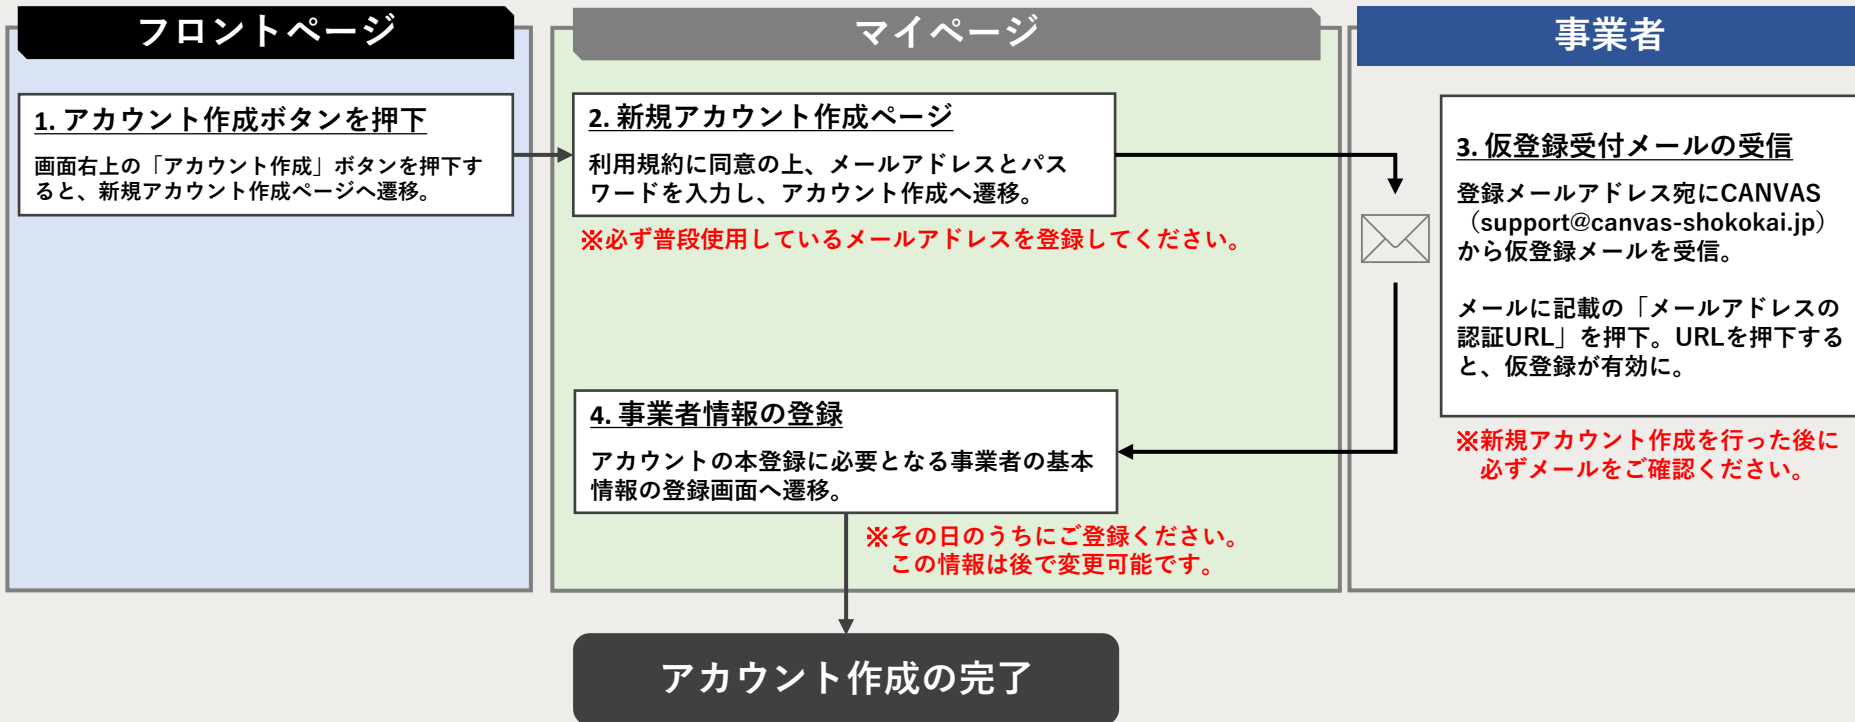 フロントページ
マイページ
事業者
1. アカウント作成ボタンを押下
画面右上の「アカウント作成」ボタンを押下す
ると、新規アカウント作成ページへ遷移。
2. 新規アカウント作成ページ
利用規約に同意の上、メールアドレスとパス
ワードを入力し、アカウント作成へ遷移。
※必ず普段使用しているメールアドレスを登録してください。
3. 仮登録受付メールの受信
登録メールアドレス宛にCANVAS
（support@canvas-shokokai.jp）
から仮登録メールを受信。
メールに記載の「メールアドレスの
認証URL」を押下。URLを押下する
と、仮登録が有効に。
※新規アカウント作成を行った後に
必ずメールをご確認ください。
4. 事業者情報の登録
アカウントの本登録に必要となる事業者の基本
情報の登録画面へ遷移。
※その日のうちにご登録ください。
この情報は後で変更可能です。
アカウント作成の完了